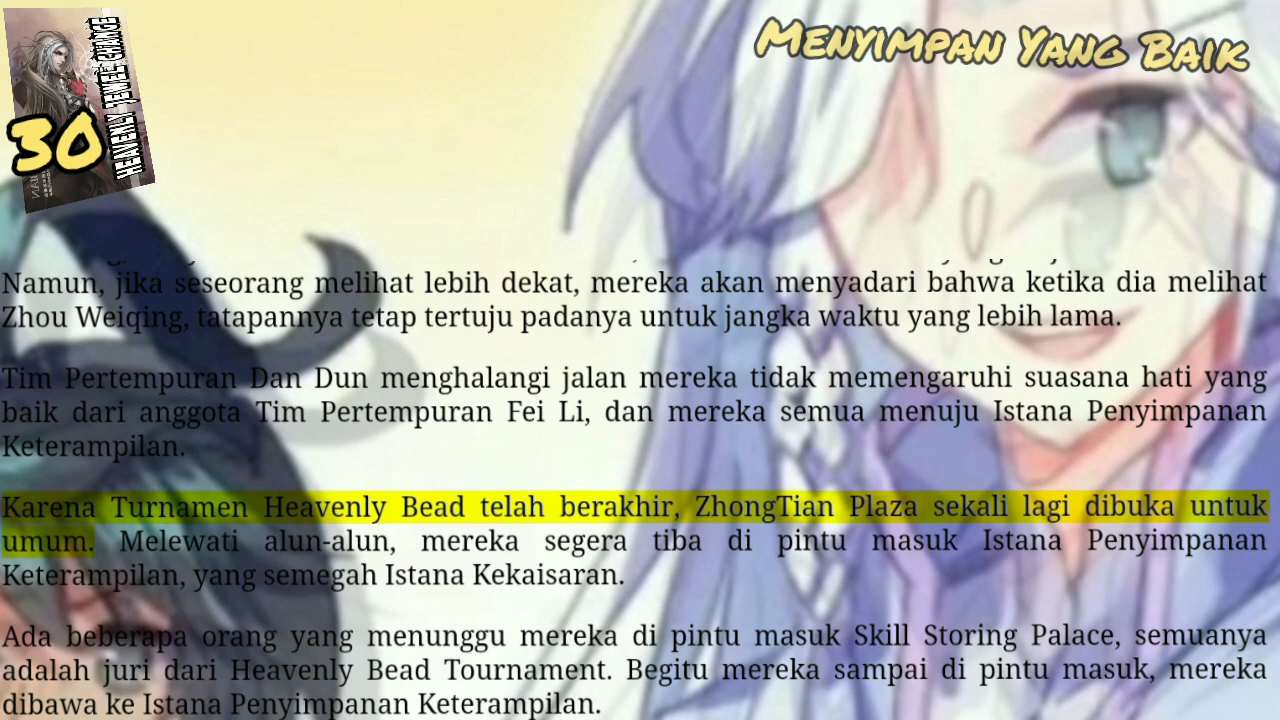 Menyimpan Yang Baik
30
HEAVENLY JEWEL CHANGE
Namun, jika seseorang melihat lebih dekat, mereka akan menyadari bahwa ketika dia melihat
Zhou Weiqing, tatapannya tetap tertuju padanya untuk jangka waktu yang lebih lama.
Tim Pertempuran Dan Dun menghalangi jalan mereka tidak memengaruhi suasana hati yang
baik dari anggota Tim Pertempuran Fei Li, dan mereka semua menuju Istana Penyimpanan
Keterampilan.
Karena Turnamen Heavenly Bead telah berakhir, ZhongTian Plaza sekali lagi dibuka untuk
umum. Melewati alun-alun, mereka segera tiba di pintu masuk Istana Penyimpanan
Keterampilan, yang semegah Istana Kekaisaran.
Ada beberapa orang yang menunggu mereka di pintu masuk Skill Storing Palace, semuanya
adalah juri dari Heavenly Bead Tournament. Begitu mereka sampai di pintu masuk, mereka
dibawa ke Istana Penyimpanan Keterampilan.